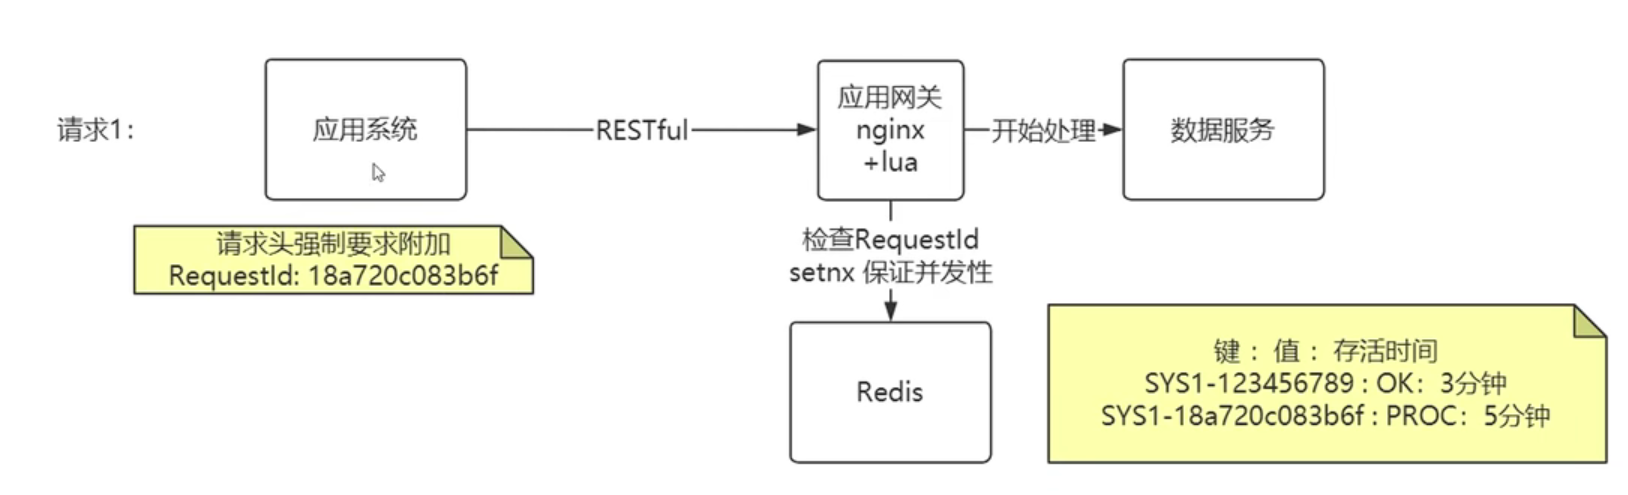 请求1：
应用系统
RESTful
应用网关
nginx
+lua
开始处理
数据服务
请求头强制要求附加
RequestId: 18a720c083b6f
检查RequestId
setnx 保证并发性
Redis
键 ：值 ：存活时间
SYS1-123456789 : OK：3分钟
SYS1-18a720c083b6f : PROC：5分钟